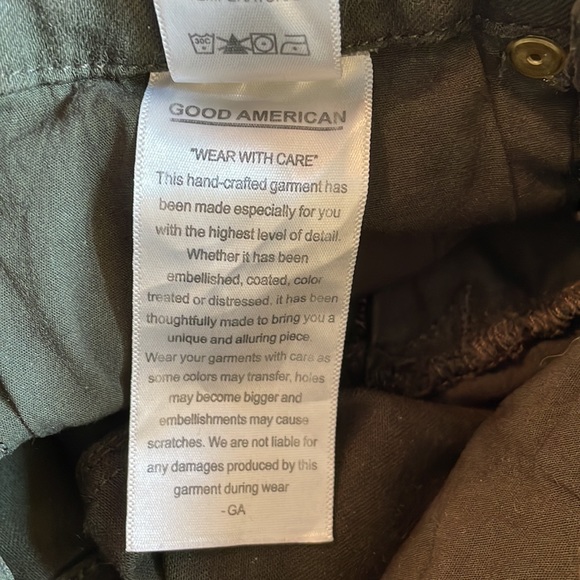 30C
GOOD AMERICAN
"WEAR WITH CARE"
This hand-crafted garment has
been made especially for you
with the highest level of detail.
Whether it has been
embellished, coated, color
treated or distressed, it has been
thoughtfully made to bring you a
unique and alluring piece.
Wear your garments with care as
some colors may transfer, holes
may become bigger and
embellishments may cause
scratches. We are not liable for
any damages produced by this
garment during wear
-GA